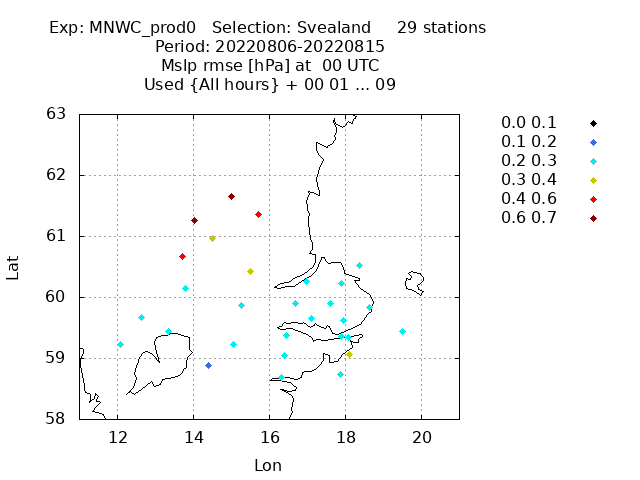 Exp: MNWC_prod0   Selection: Svealand     29 stations
Period: 20220806-20220815
Mslp rmse [hPa] at  00 UTC
Used {All hours} + 00 01 ... 09
63
62
61
60
59
58
12 14 16 18 20
Lat
Lon
0.0 0.1
0.1 0.2
0.2 0.3
0.3 0.4
0.4 0.6
0.6 0.7